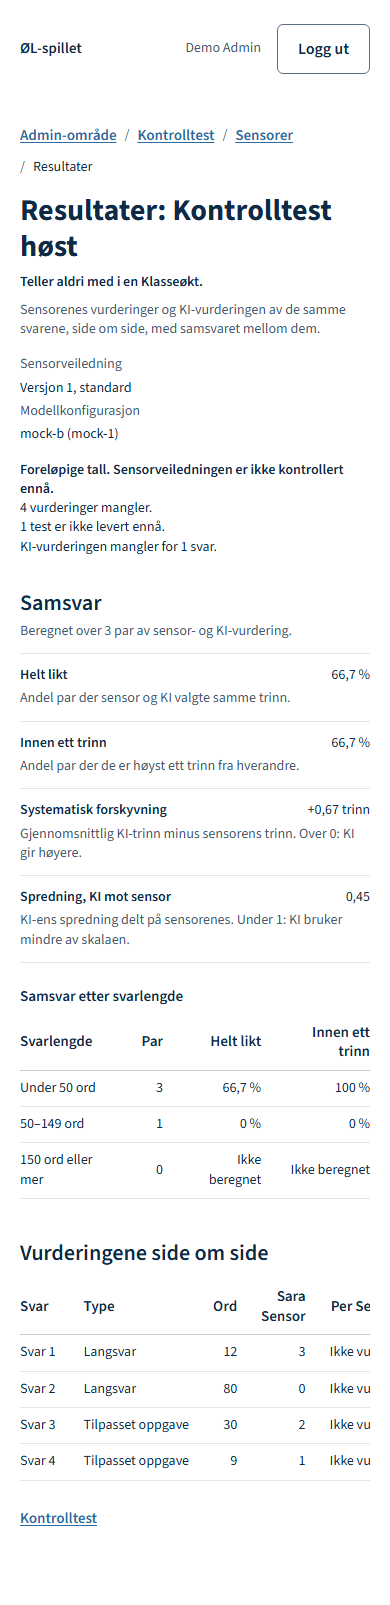 ØL-spillet
Demo Admin
Logg ut
Admin-område / Kontrolltest / Sensorer
/ Resultater
Resultater: Kontrolltest
høst
Teller aldri med i en Klasseøkt.
Sensorenes vurderinger og KI-vurderingen av de samme
svarene, side om side, med samsvaret mellom dem.
Sensorveiledning
Versjon 1, standard
Modellkonfigurasjon
mock-b (mock-1)
Foreløpige tall. Sensorveiledningen er ikke kontrollert
ennå.
4 vurderinger mangler.
1 test er ikke levert ennå.
KI-vurderingen mangler for 1 svar.
Samsvar
Beregnet over 3 par av sensor- og KI-vurdering.
Helt likt 66,7 %
Andel par der sensor og KI valgte samme trinn.
Innen ett trinn 66,7 %
Andel par der de er høyst ett trinn fra hverandre.
Systematisk forskyvning +0,67 trinn
Gjennomsnittlig KI-trinn minus sensorens trinn. Over 0: KI
gir høyere.
Spredning, KI mot sensor 0,45
KI-ens spredning delt på sensorenes. Under 1: KI bruker
mindre av skalaen.
Samsvar etter svarlengde
Svarlengde Par Helt likt Innen ett
trinn
Under 50 ord 3 66,7 % 100 %
50–149 ord 1 0 % 0 %
150 ord eller
mer 0 Ikke
beregnet Ikke beregnet
Vurderingene side om side
Svar Type Ord Sara
Sensor Per Se
Svar 1 Langsvar 12 3 Ikke vu
Svar 2 Langsvar 80 0 Ikke vu
Svar 3 Tilpasset oppgave 30 2 Ikke vu
Svar 4 Tilpasset oppgave 9 1 Ikke vu
Kontrolltest